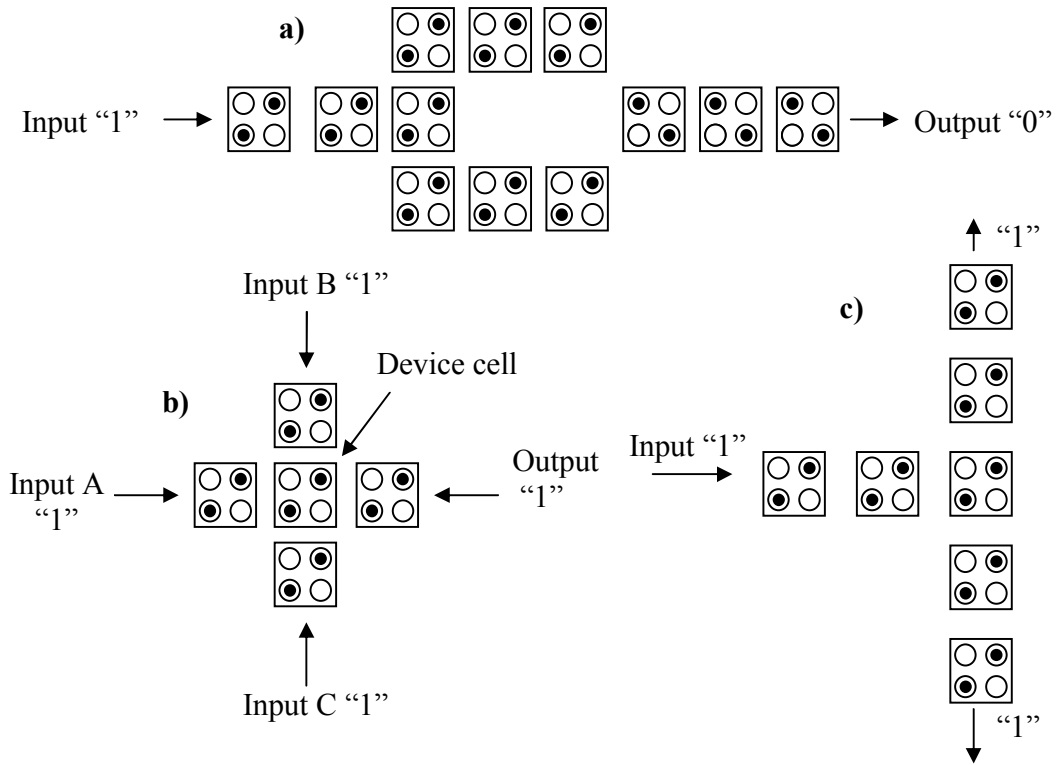 a)
Input “1”
Output “0”
“1”
Input B “1”
c)
Device cell
b)
Input “1”
Input A
“1”
Output
“1”
Input C “1”
“1”